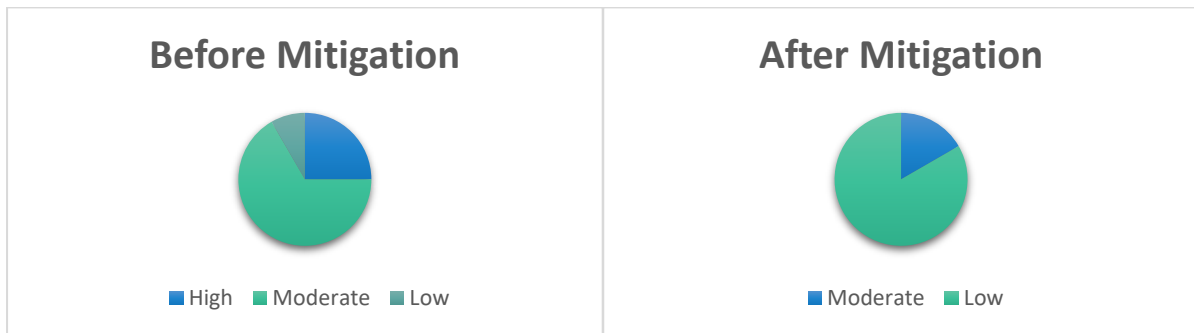 Before Mitigation
High Moderate Low
After Mitigation
Moderate Low